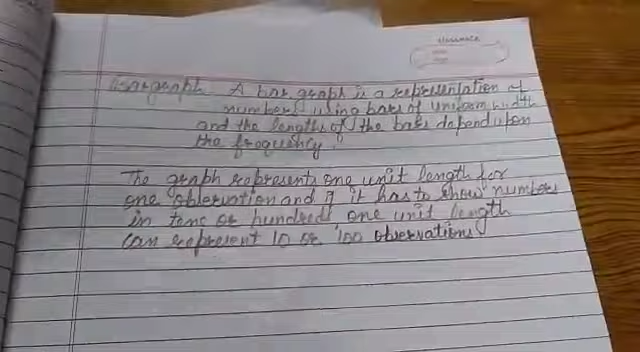 Bargraph A bar graph is a representation of
numbers using bars of uniform width
and the lengths of the bars depend upon
the frequency.
The graph represents one unit length for
one observation and if it has to show numbers
in tens or hundreds one unit length
can represent 10 or 100 observations